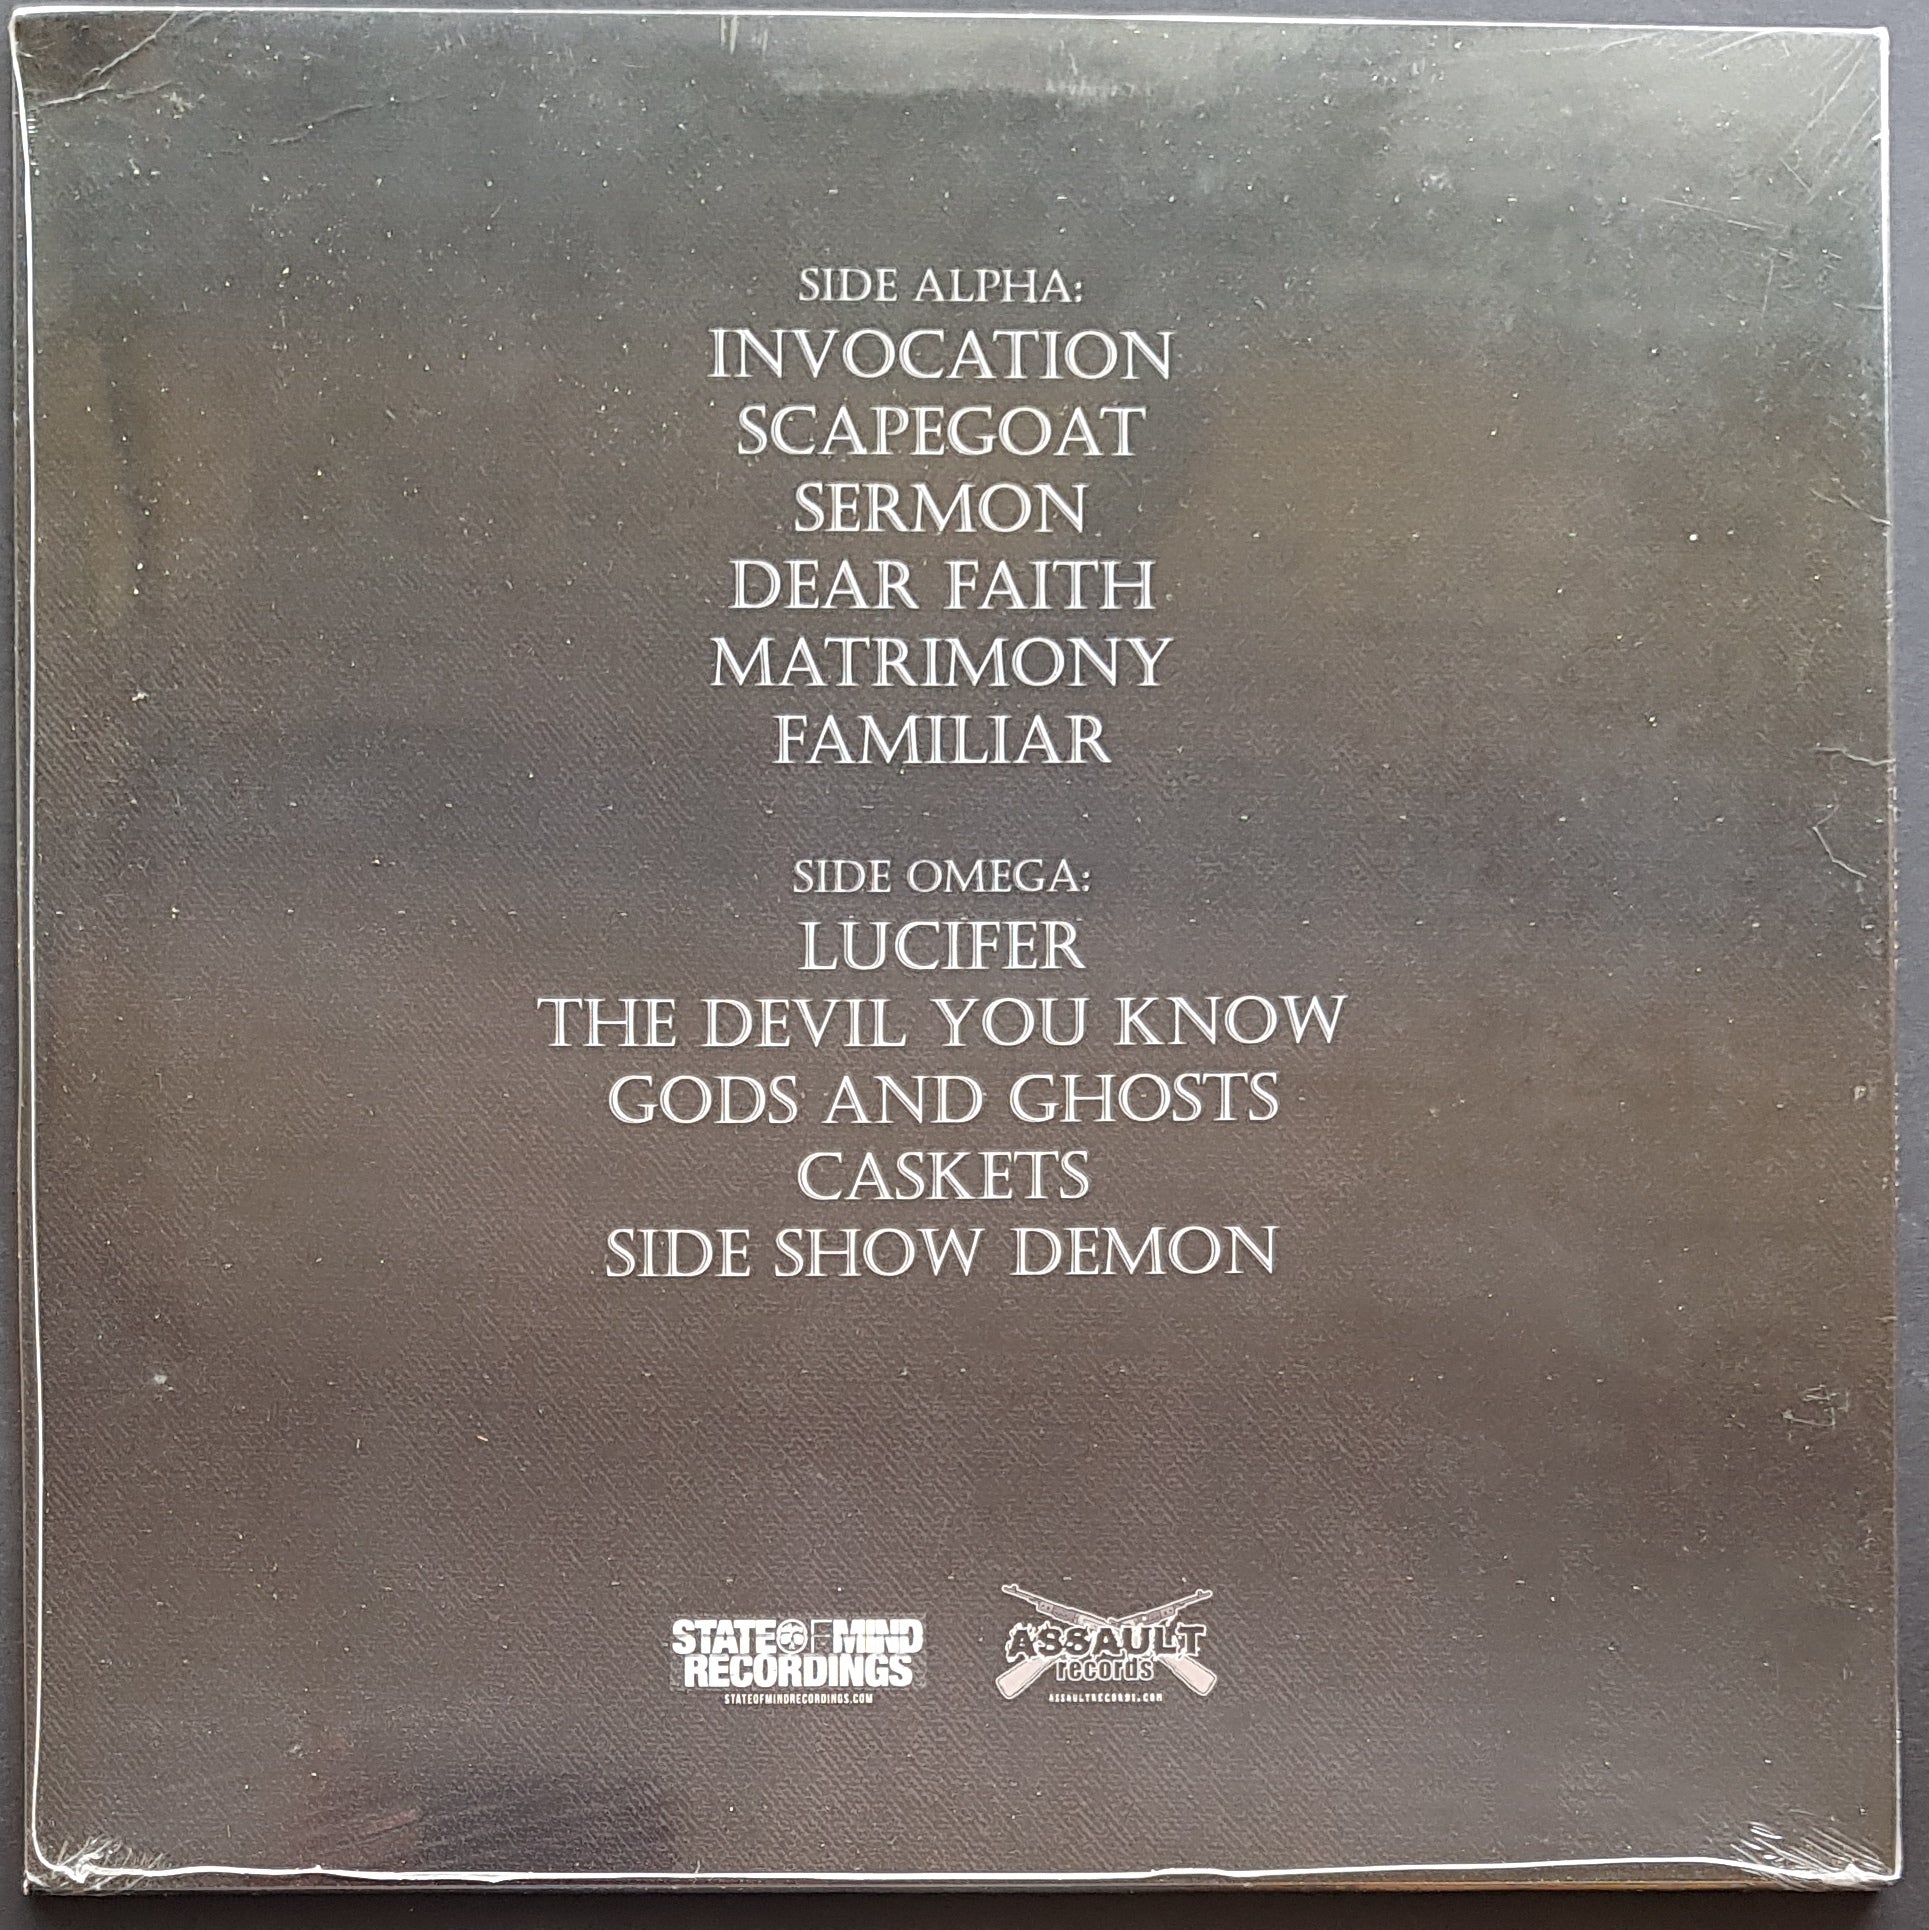 SIDE ALPHA:
INVOCATION
SCAPEGOAT
SERMON
DEAR FAITH
MATRIMONY
FAMILIAR
SIDE OMEGA:
LUCIFER
THE DEVIL YOU KNOW
GODS AND GHOSTS
CASKETS
SIDE SHOW DEMON
STATE OF MIND
RECORDINGS
STATEOFMINDRECORDINGS.COM
ASSAULT
records
ASSAULTRECORDS.COM